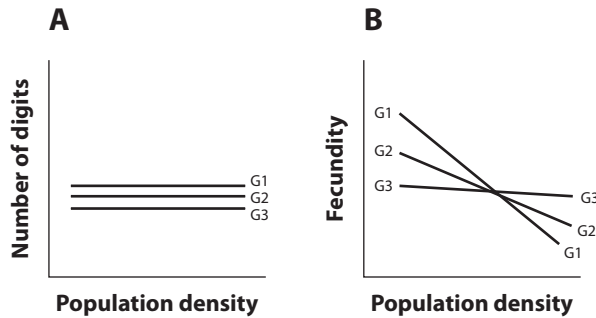 A
Number of digits
G1
G2
G3
Population density
B
Fecundity
G1
G2
G3
G3
G2
G1
Population density